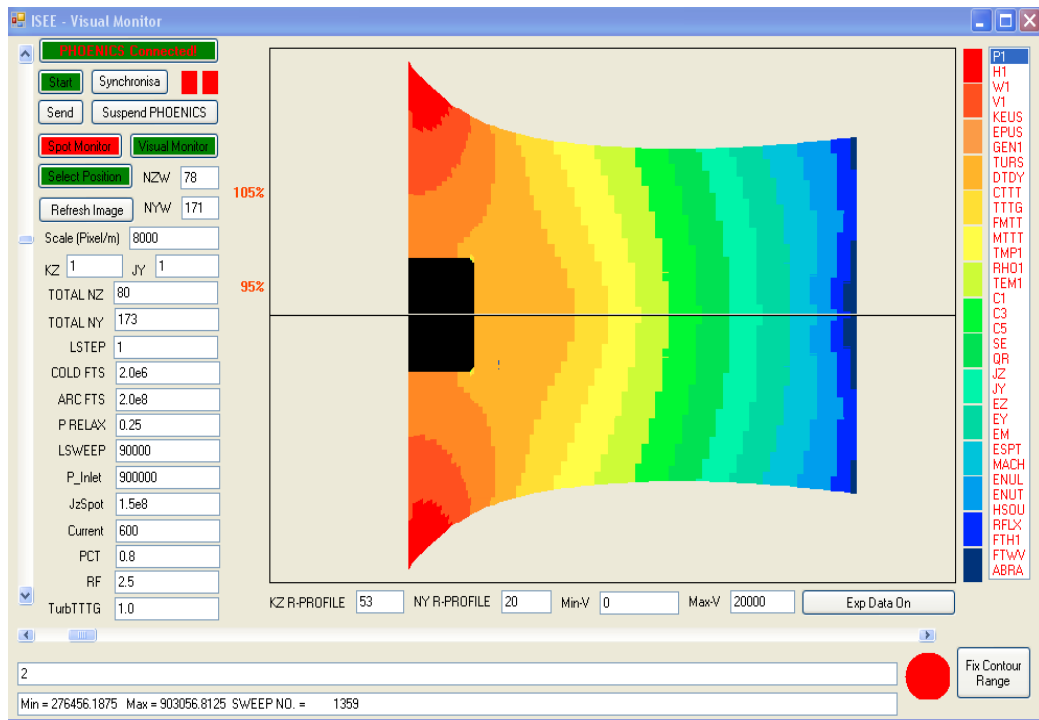 ISEE - Visual Monitor
PHOENICS Connected!
Start Synchronisa
Send Suspend PHOENICS
Spot Monitor Visual Monitor
Select Position NZW 78
Refresh Image NYW 171
Scale (Pixel/m) 8000
KZ 1 JY 1
TOTAL NZ 80
TOTAL NY 173
LSTEP 1
COLD FTS 2.0e6
ARC FTS 2.0e8
P RELAX 0.25
LSWEEP 90000
P_Inlet 900000
JzSpot 1.5e8
Current 600
PCT 0.8
RF 2.5
TurbTTTG 1.0
105%
95%
P1
H1
W1
V1
KEUS
EPUS
GEN1
TURS
DTDY
CTTT
TTTG
FMTT
MTTT
TMP1
RHO1
TEM1
C1
C3
C5
SE
QR
JZ
JY
EZ
EY
EM
ESPT
MACH
ENUL
ENUT
HSOU
RFLX
FTH1
FTWV
ABRA
KZ R-PROFILE 53 NY R-PROFILE 20 Min-V 0 Max-V 20000 Exp Data On
2
Fix Contour
Range
Min = 276456.1875 Max = 903056.8125 SWEEP NO. = 1359